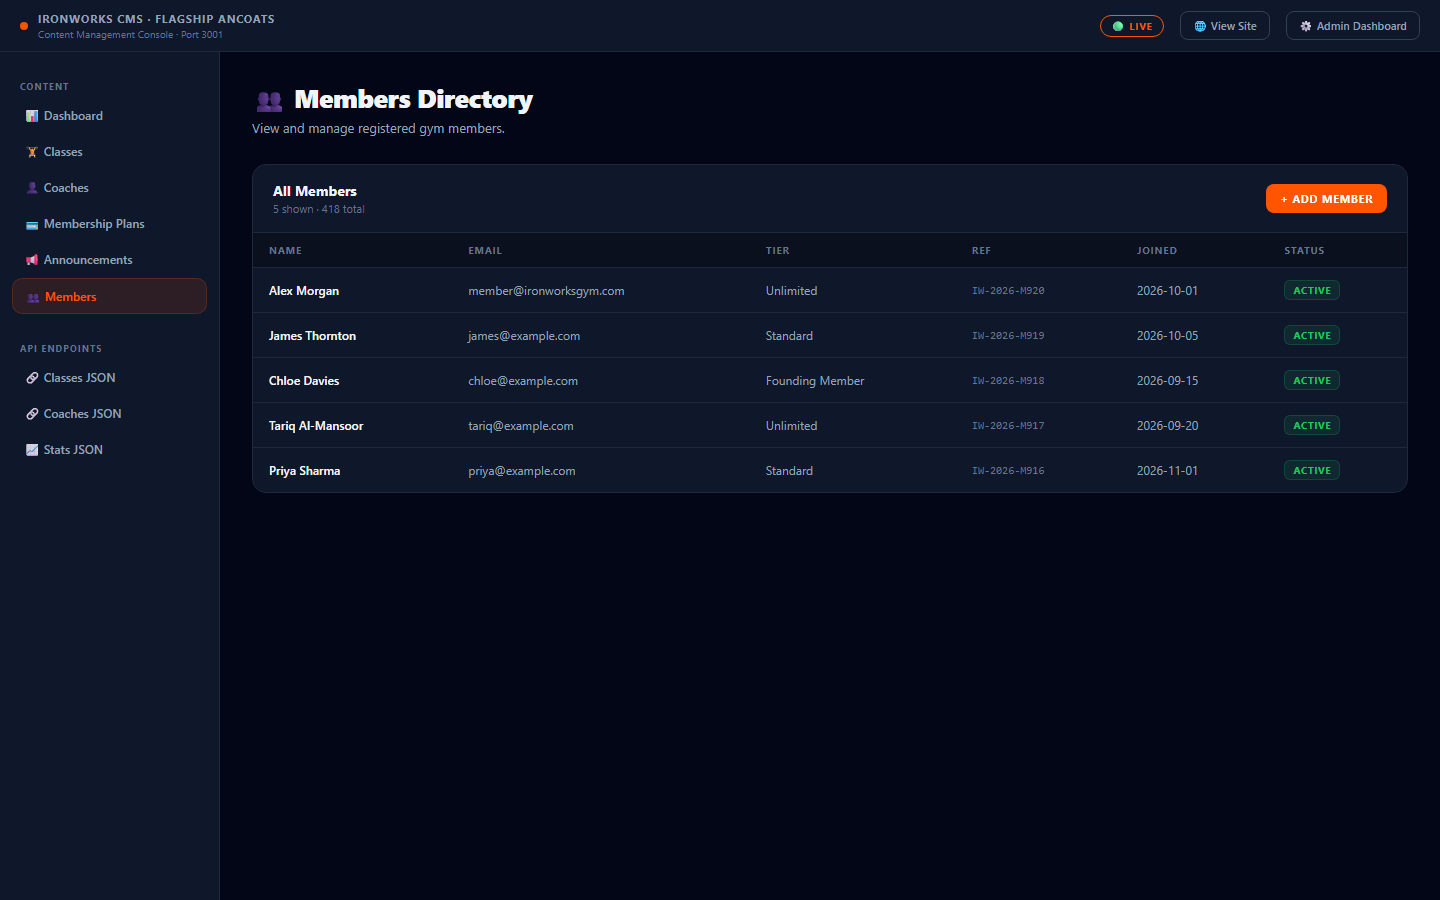 IRONWORKS CMS · FLAGSHIP ANCOATS
Content Management Console · Port 3001
LIVE
View Site
Admin Dashboard
CONTENT
Dashboard
Classes
Coaches
Membership Plans
Announcements
Members
API ENDPOINTS
Classes JSON
Coaches JSON
Stats JSON
Members Directory
View and manage registered gym members.
All Members
5 shown · 418 total
+ ADD MEMBER
NAME EMAIL TIER REF JOINED STATUS
Alex Morgan member@ironworksgym.com Unlimited IW-2026-M920 2026-10-01 ACTIVE
James Thornton james@example.com Standard IW-2026-M919 2026-10-05 ACTIVE
Chloe Davies chloe@example.com Founding Member IW-2026-M918 2026-09-15 ACTIVE
Tariq Al-Mansoor tariq@example.com Unlimited IW-2026-M917 2026-09-20 ACTIVE
Priya Sharma priya@example.com Standard IW-2026-M916 2026-11-01 ACTIVE